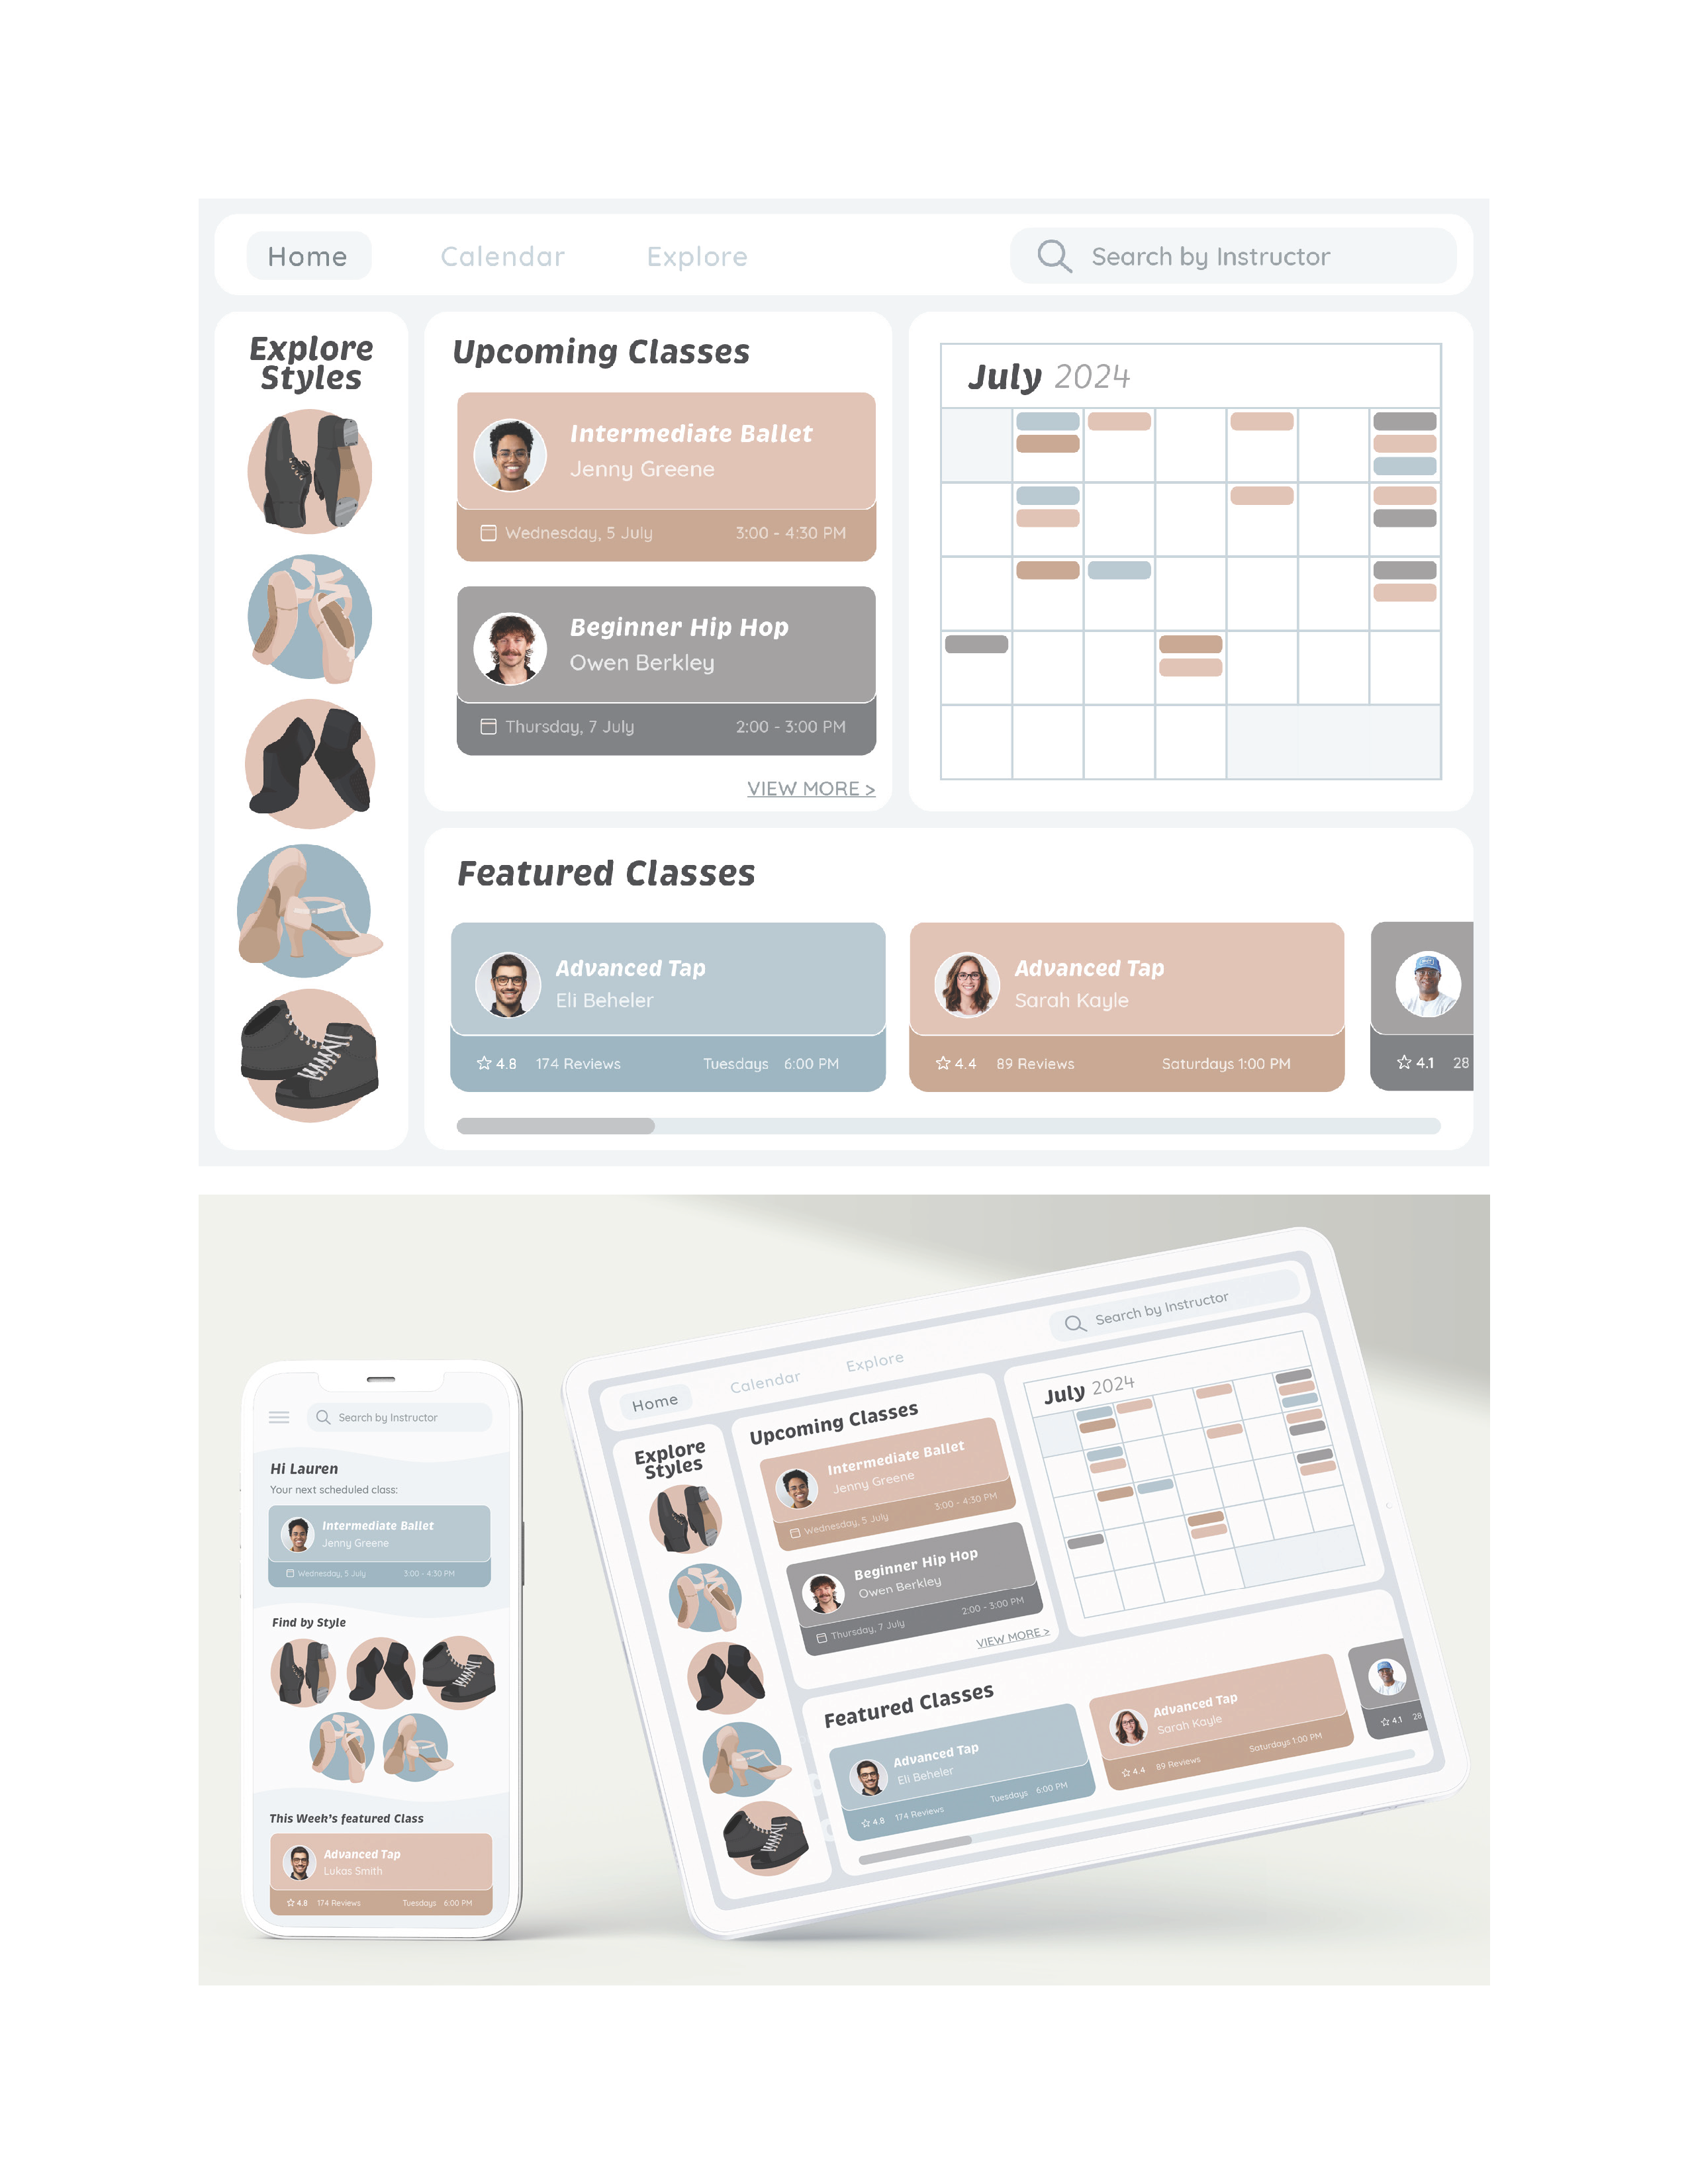 Home
Calendar
Explore
Search by Instructor
Explore
Styles
Upcoming Classes
Intermediate Ballet
Jenny Greene
Wednesday, 5 July 3:00 - 4:30 PM
Beginner Hip Hop
Owen Berkley
Thursday, 7 July 2:00 - 3:00 PM
VIEW MORE >
July 2024
Featured Classes
Advanced Tap
Eli Beheler
4.8 174 Reviews Tuesdays 6:00 PM
Advanced Tap
Sarah Kayle
4.4 89 Reviews Saturdays 1:00 PM
4.1 28
Search by Instructor
Hi Lauren
Your next scheduled class:
Intermediate Ballet
Jenny Greene
Wednesday, 5 July 3:00 - 4:30 PM
Find by Style
This Week's featured Class
Advanced Tap
Lukas Smith
4.8 174 Reviews Tuesdays 6:00 PM
Home
Calendar
Explore
Search by Instructor
Explore
Styles
Upcoming Classes
Intermediate Ballet
Jenny Greene
Wednesday, 5 July 3:00 - 4:30 PM
Beginner Hip Hop
Owen Berkley
Thursday, 7 July 2:00 - 3:00 PM
VIEW MORE >
July 2024
Featured Classes
Advanced Tap
Eli Beheler
4.8 174 Reviews Tuesdays 6:00 PM
Advanced Tap
Sarah Kayle
4.4 89 Reviews Saturdays 1:00 PM
4.1 28